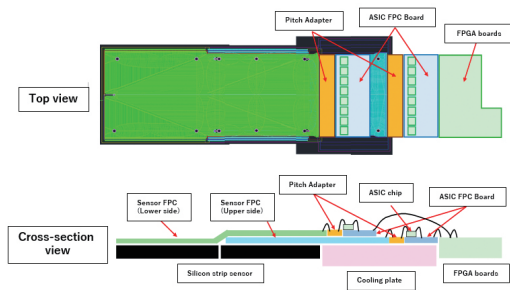 Pitch Adapter
ASIC FPC Board
FPGA boards
Top view
Pitch Adapter
ASIC chip
ASIC FPC Board
Sensor FPC
(Lower side)
Sensor FPC
(Upper side)
Cross-section
view
Silicon strip sensor
Cooling plate
FPGA boards